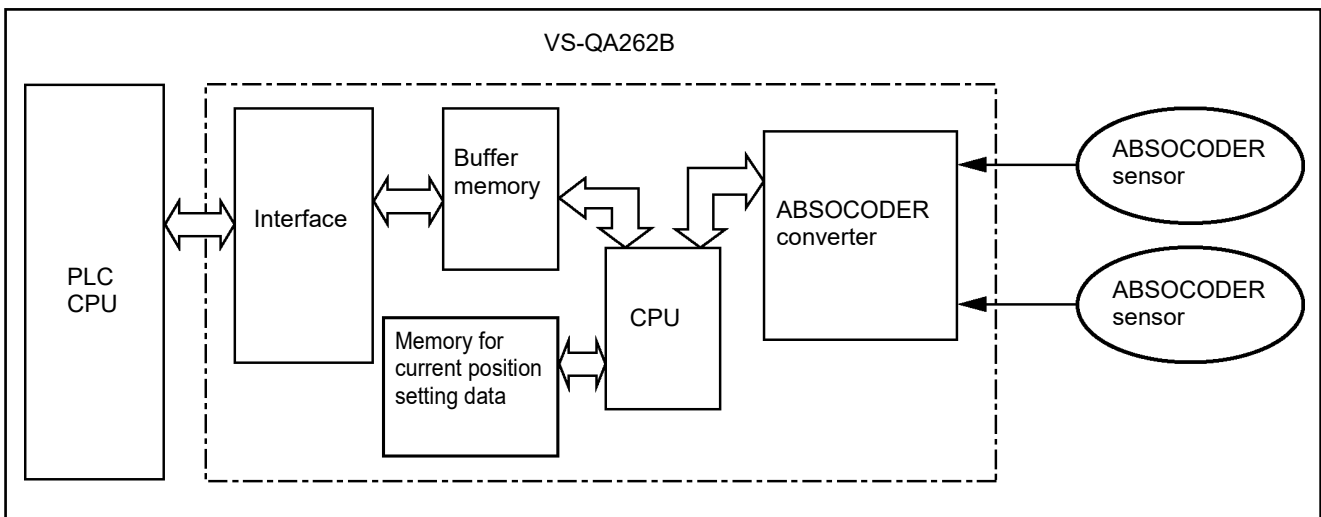 VS-QA262B
PLC
CPU
Interface
Buffer
memory
Memory for
current position
setting data
CPU
ABSOCODER
converter
ABSOCODER
sensor
ABSOCODER
sensor